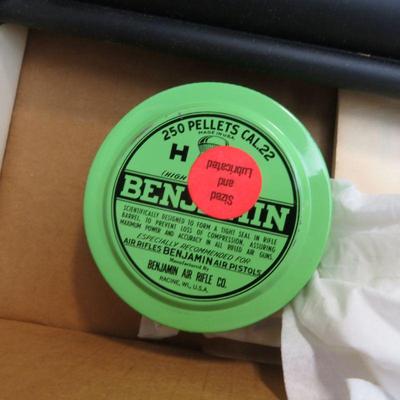 250 PELLETS CAL.22
MADE IN U.S.A.
H
(HIGH
Sized
and
Lubricated
BENJAMIN
SCIENTIFICALLY DESIGNED TO FORM A TIGHT SEAL IN RIFLE
BARREL, TO PREVENT LOSS OF COMPRESSION, ASSURING
MAXIMUM POWER AND ACCURACY IN ALL RIFLED AIR GUNS.
ESPECIALLY RECOMMENDED FOR
AIR RIFLES BENJAMIN AIR PISTOLS
Manufactured By
BENJAMIN AIR RIFLE CO.
RACINE, WI., U.S.A.